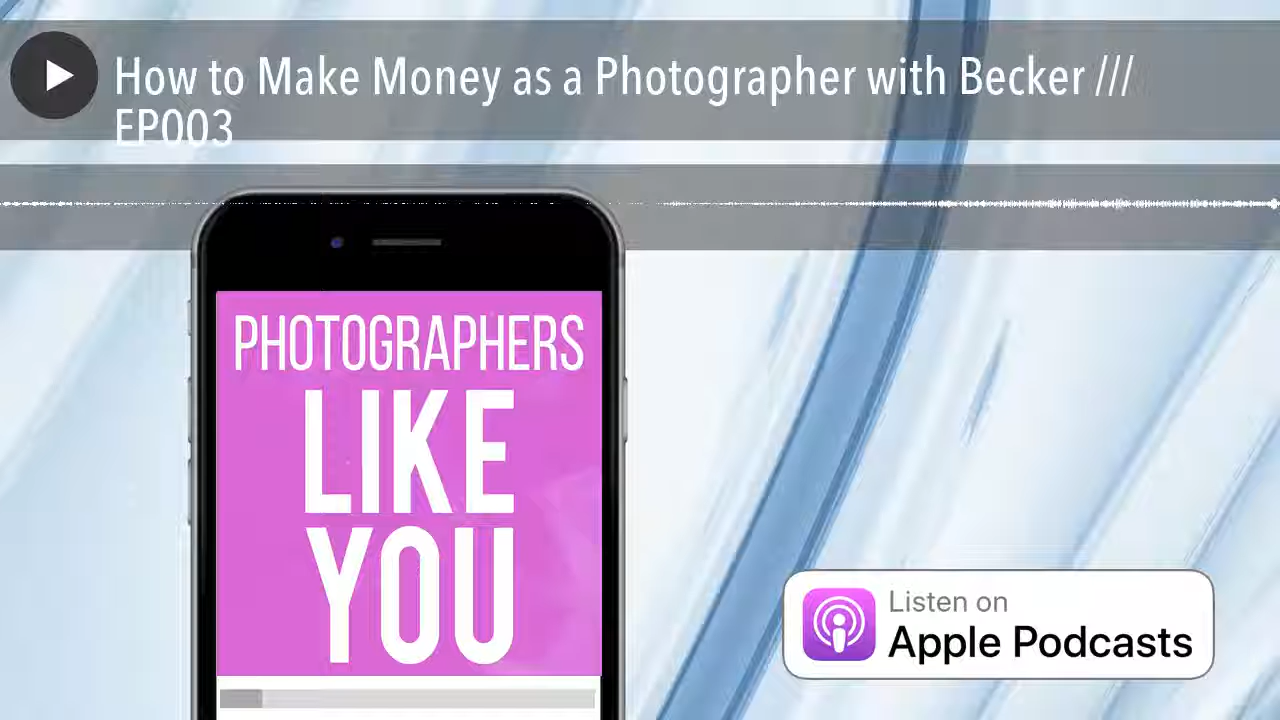 How to Make Money as a Photographer with Becker ///
EP003
PHOTOGRAPHERS
LIKE
YOU
Listen on
Apple Podcasts